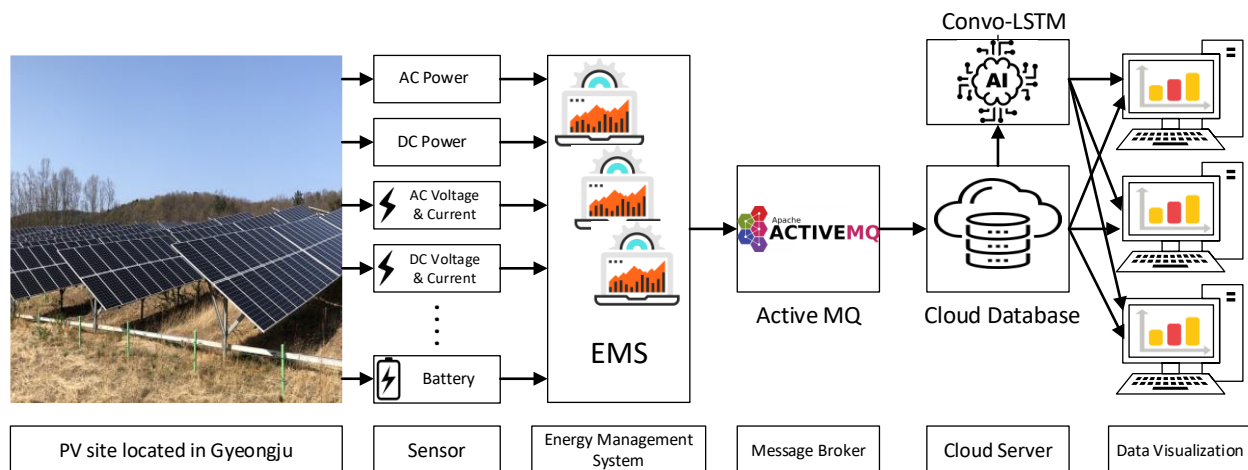 Convo-LSTM
AI
AC Power
DC Power
AC Voltage
& Current
DC Voltage
& Current
Battery
EMS
Apache
ACTIVEMQ
Active MQ
Cloud Database
PV site located in Gyeongju
Sensor
Energy Management
System
Message Broker
Cloud Server
Data Visualization